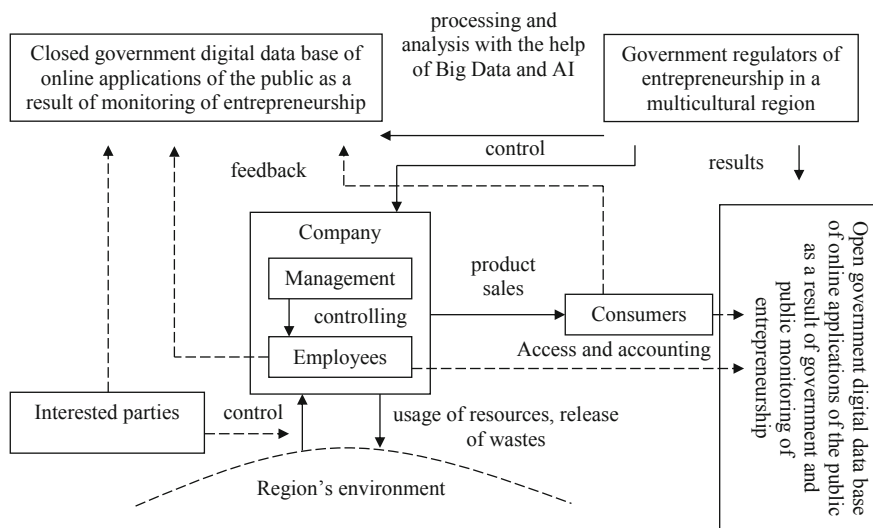 Closed government digital data base of
online applications of the public as a
result of monitoring of entrepreneurship
processing and
analysis with the help
of Big Data and AI
Government regulators of
entrepreneurship in a
multicultural region
control
feedback
results
Company
Management
controlling
Employees
product
sales
Consumers
Access and accounting
Open government digital data base
of online applications of the public
as a result of government and
public monitoring of
entrepreneurship
Interested parties
control
usage of resources, release
of wastes
Region's environment